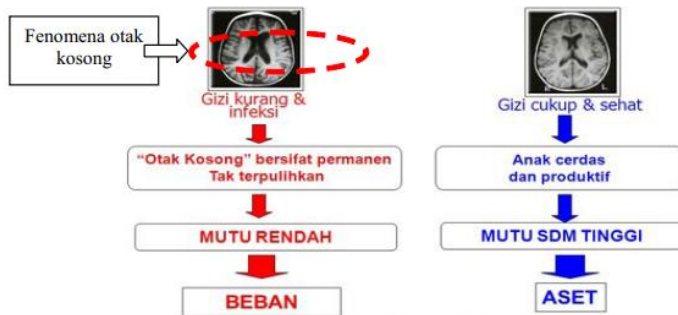 Fenomena otak
kosong
Gizi kurang &
infeksi
"Otak Kosong" bersifat permanen
Tak terpulihkan
MUTU RENDAH
BEBAN
R
L
Gizi cukup & sehat
Anak cerdas
dan produktif
MUTU SDM TINGGI
ASET